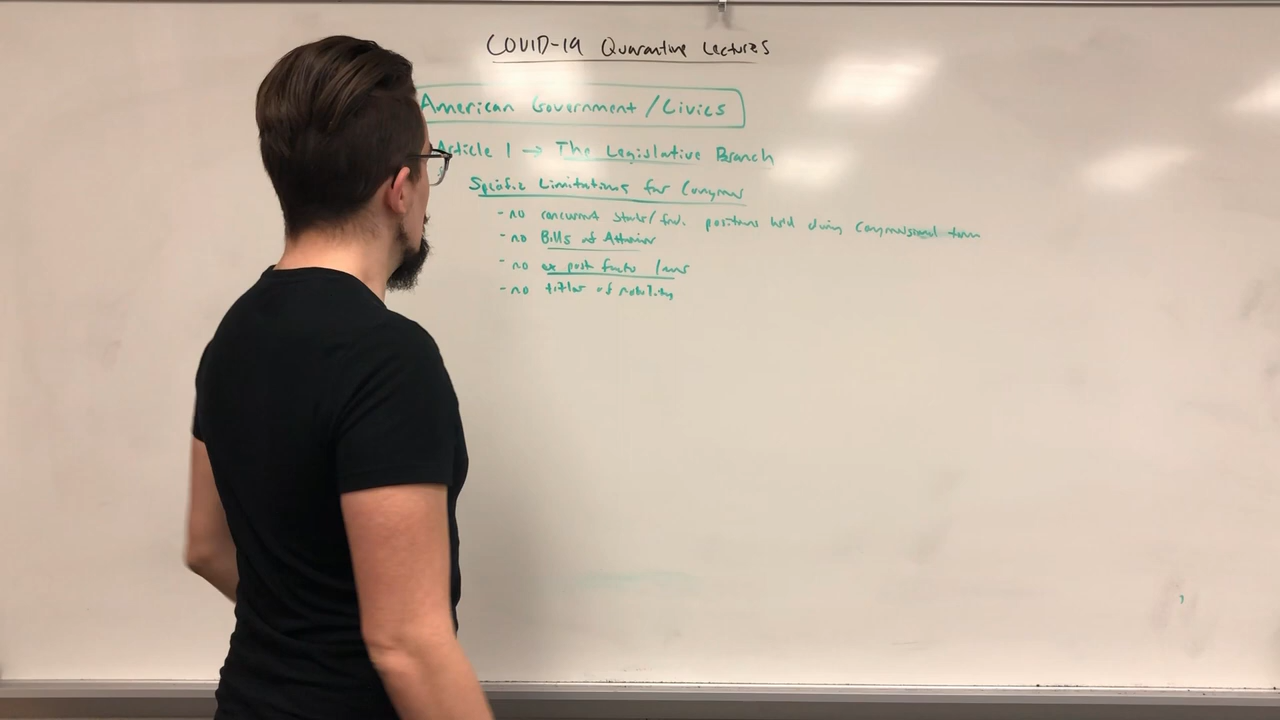 COVID-19 Quarantine Lectures
American Government/Civics
Article 1 → The Legislative Branch
Specific Limitations for Congress
- no concurrent state/fed. positions held during Congressional term
- no Bills of Attainder
- no ex post facto laws
- no titles of nobility